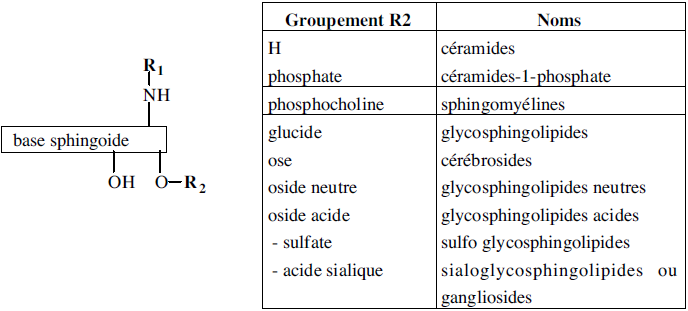 R1
NH
base sphingoide
OH O–R2
Groupement R2 Noms
H céramides
phosphate céramides-1-phosphate
phosphocholine sphingomyélines
glucide glycosphingolipides
ose cérébrosides
oside neutre glycosphingolipides neutres
oside acide glycosphingolipides acides
- sulfate sulfo glycosphingolipides
- acide sialique sialoglycosphingolipides ou
gangliosides